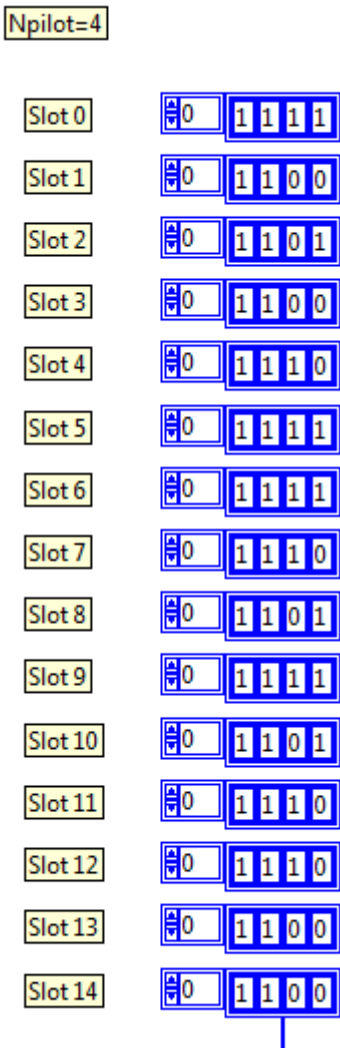 Npilot=4
Slot 0 0 1 1 1 1
Slot 1 0 1 1 0 0
Slot 2 0 1 1 0 1
Slot 3 0 1 1 0 0
Slot 4 0 1 1 1 0
Slot 5 0 1 1 1 1
Slot 6 0 1 1 1 1
Slot 7 0 1 1 1 0
Slot 8 0 1 1 0 1
Slot 9 0 1 1 1 1
Slot 10 0 1 1 0 1
Slot 11 0 1 1 1 0
Slot 12 0 1 1 1 0
Slot 13 0 1 1 0 0
Slot 14 0 1 1 0 0